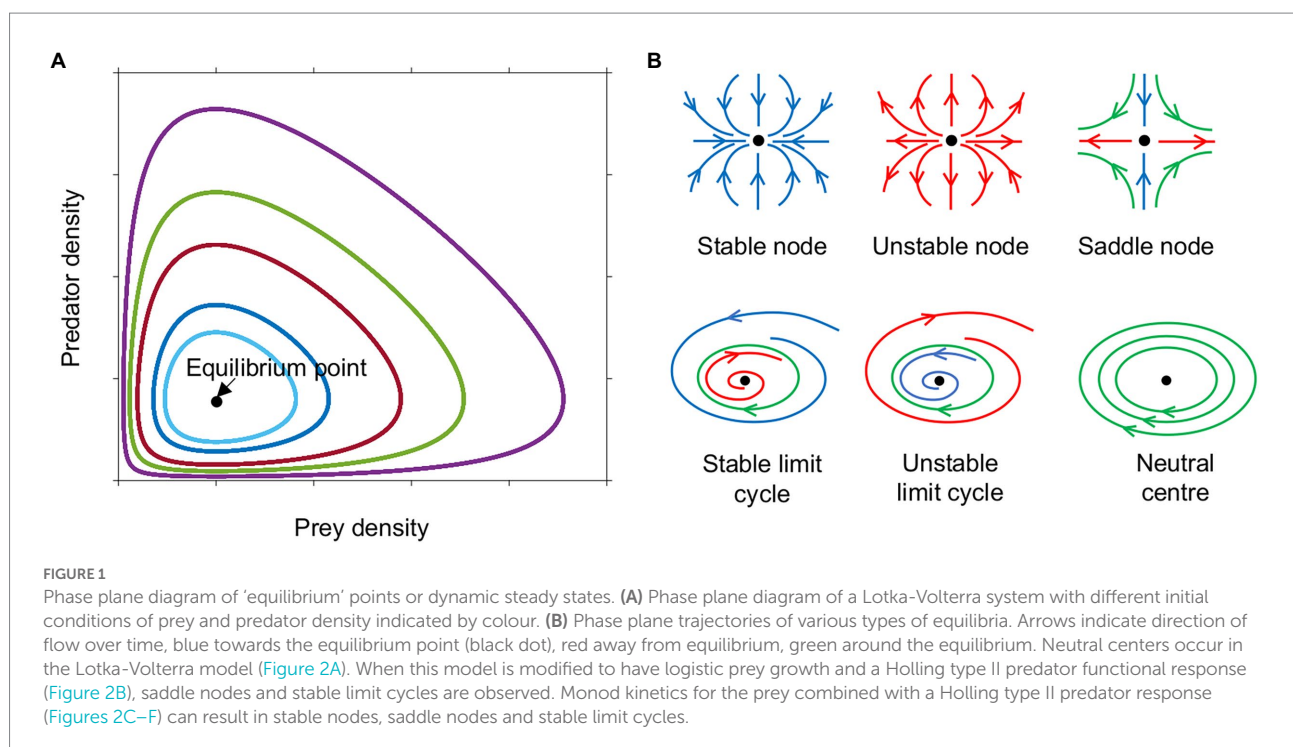 A
Predator density
Equilibrium point
Prey density
B
Stable node
Unstable node
Saddle node
Stable limit
cycle
Unstable
limit cycle
Neutral
centre
FIGURE 1
Phase plane diagram of ‘equilibrium’ points or dynamic steady states. (A) Phase plane diagram of a Lotka-Volterra system with different initial
conditions of prey and predator density indicated by colour. (B) Phase plane trajectories of various types of equilibria. Arrows indicate direction of
flow over time, blue towards the equilibrium point (black dot), red away from equilibrium, green around the equilibrium. Neutral centers occur in
the Lotka-Volterra model (Figure 2A). When this model is modified to have logistic prey growth and a Holling type II predator functional response
(Figure 2B), saddle nodes and stable limit cycles are observed. Monod kinetics for the prey combined with a Holling type II predator response
(Figures 2C–F) can result in stable nodes, saddle nodes and stable limit cycles.